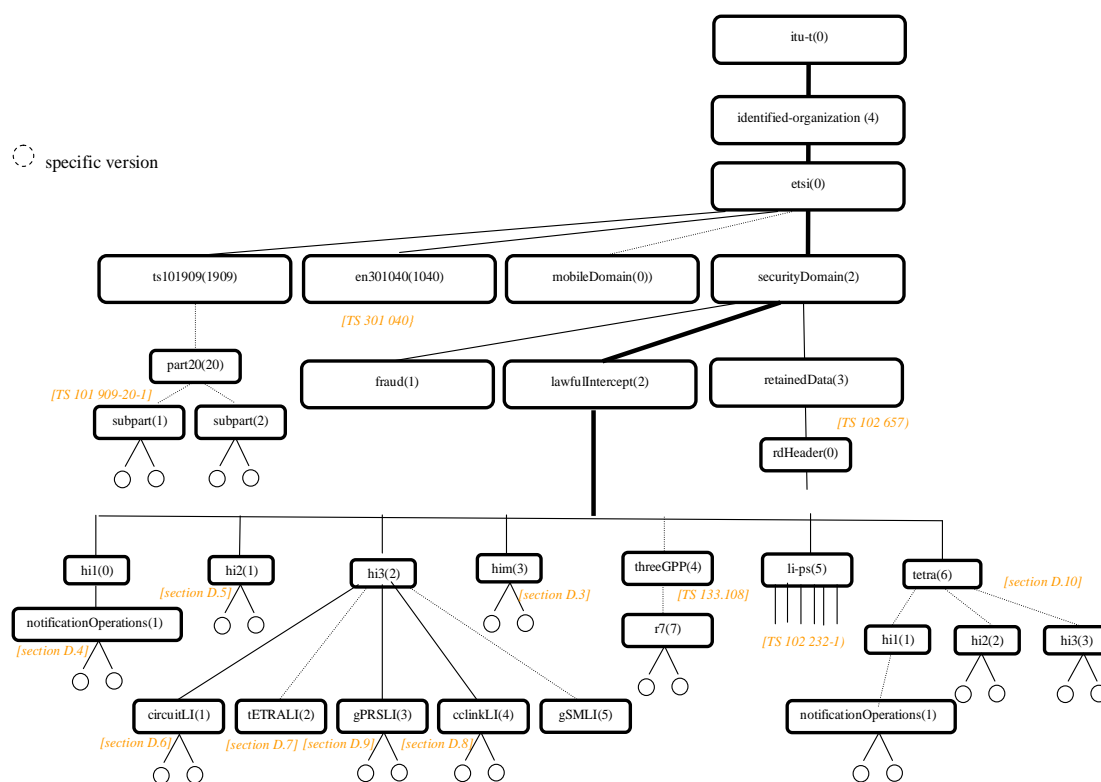 itu-t(0)
identified-organization (4)
specific version
etsi(0)
ts101909(1909)
en301040(1040)
mobileDomain(0))
securityDomain(2)
[TS 301 040]
part20(20)
fraud(1)
lawfulIntercept(2)
retainedData(3)
[TS 101 909-20-1]
subpart(1)
subpart(2)
[TS 102 657)
rdHeader(0)
hi1(0)
hi2(1)
hi3(2)
him(3)
threeGPP(4)
li-ps(5)
tetra(6)
[section D.10]
[section D.5]
[section D.3]
[TS 133.108]
notificationOperations(1)
r7(7)
[TS 102 232-1)
hi1(1)
hi2(2)
hi3(3)
[section D.4]
circuitLI(1)
tETRALI(2)
gPRSLI(3)
cclinkLI(4)
gSMLI(5)
notificationOperations(1)
[section D.6]
[section D.7]
[section D.9]
[section D.8]